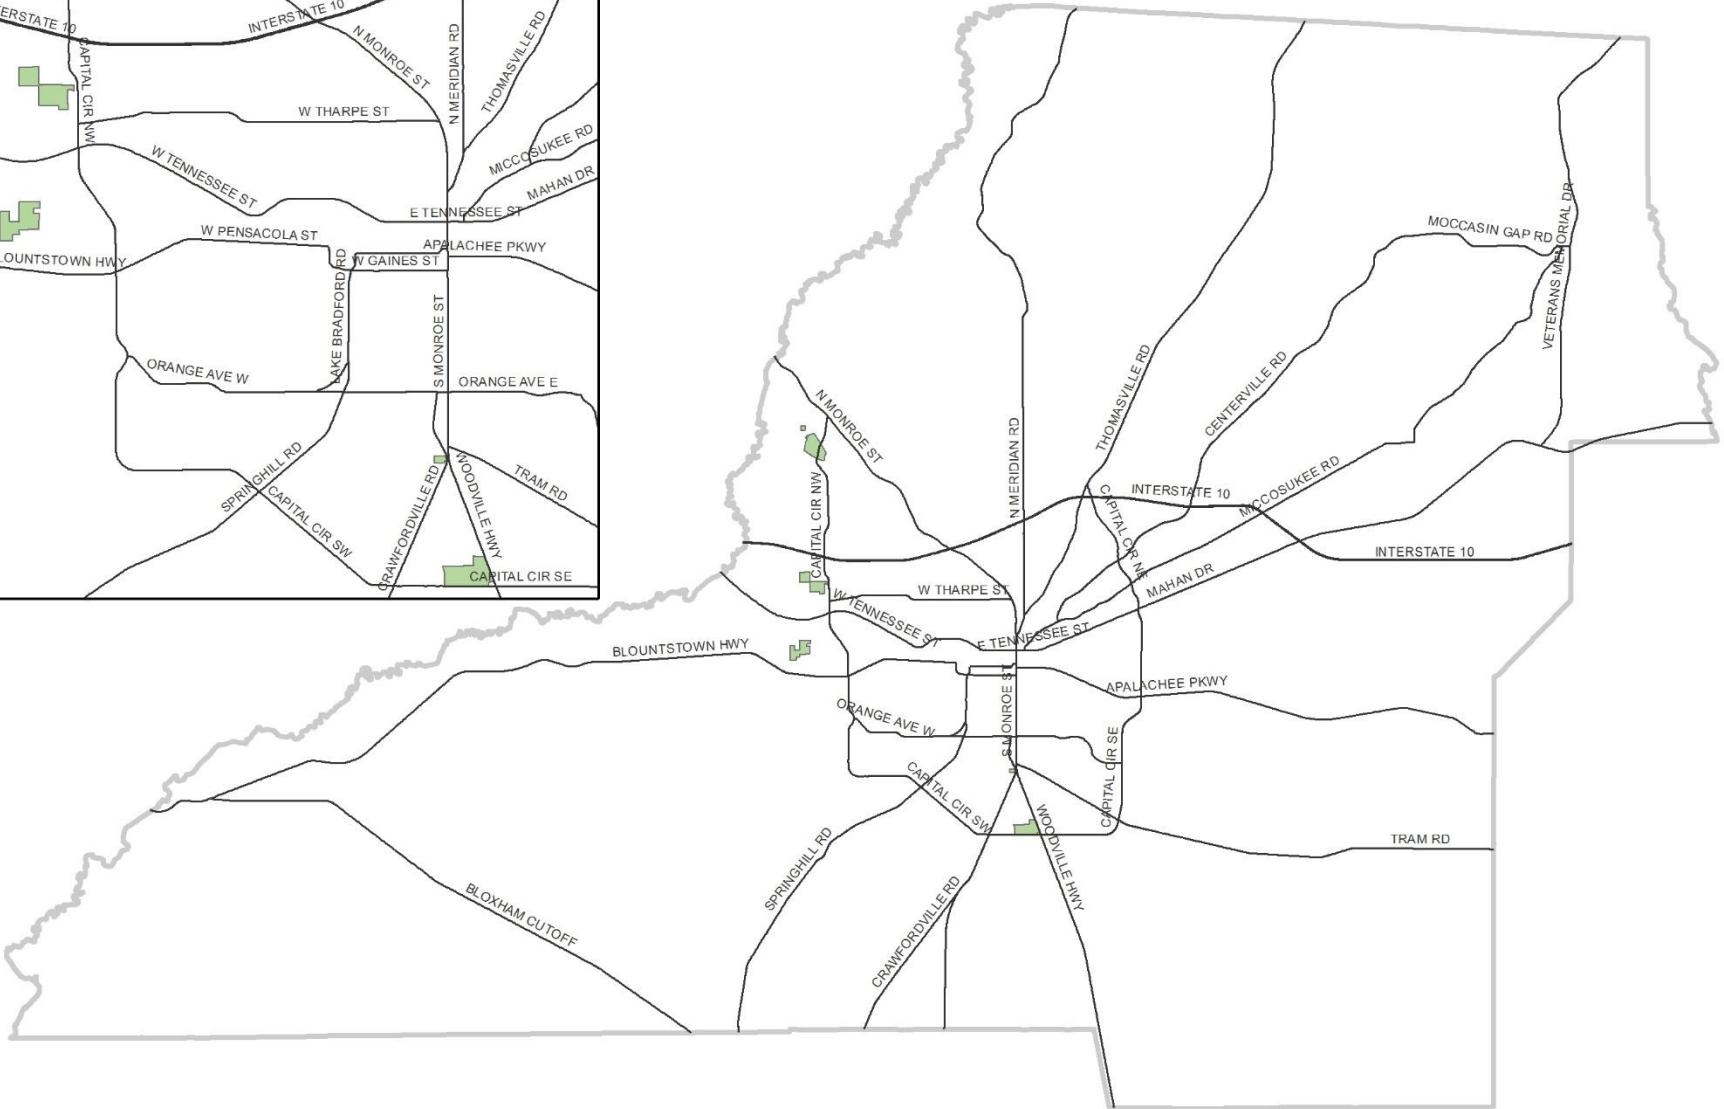 ERSTATE 10
INTERSTATE 10
CAPITAL CIR NW
N MONROE ST
N MERIDIAN RD
THOMASVILLE RD
W THARPE ST
W TENNESSEE ST
MICCOSUKEE RD
MAHAN DR
E TENNESSEE ST
W PENSACOLA ST
APALACHEE PKWY
LOUNTSTOWN HWY
W GAINES ST
LAKE BRADFORD RD
S MONROE ST
ORANGE AVE W
ORANGE AVE E
SPRINGHILL RD
CAPITAL CIR SW
CRAWFORDVILLE RD
WOODVILLE HWY
TRAM RD
CAPITAL CIR SE
MOCCASIN GAP RD
VETERANS MEMORIAL DR
THOMASVILLE RD
CENTERVILLE RD
N MONROE ST
N MERIDIAN RD
MICCOSUKEE RD
INTERSTATE 10
CAPITAL CIR NW
CAPITAL CIR NE
INTERSTATE 10
MAHAN DR
W THARPE ST
W TENNESSEE ST
E TENNESSEE ST
BLOUNTSTOWN HWY
APALACHEE PKWY
ORANGE AVE W
S MONROE ST
CAPITAL CIR SE
CAPITAL CIR SW
WOODVILLE HWY
TRAM RD
SPRINGHILL RD
CRAWFORDVILLE RD
BLOXHAM CUTOFF